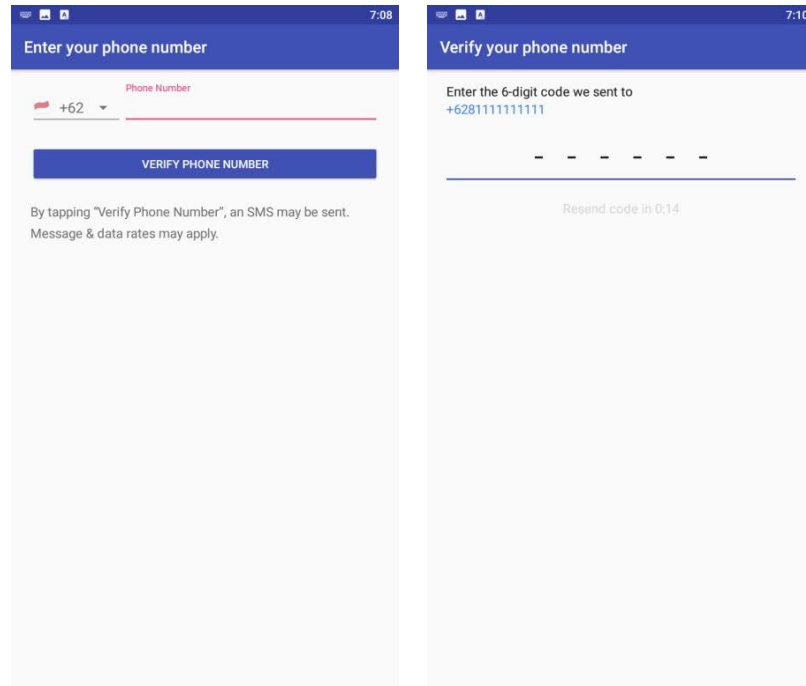 7:08
Enter your phone number
Phone Number
+62
VERIFY PHONE NUMBER
By tapping “Verify Phone Number”, an SMS may be sent.
Message & data rates may apply.
7:10
Verify your phone number
Enter the 6-digit code we sent to
+6281111111111
- - - - - -
Resend code in 0:14